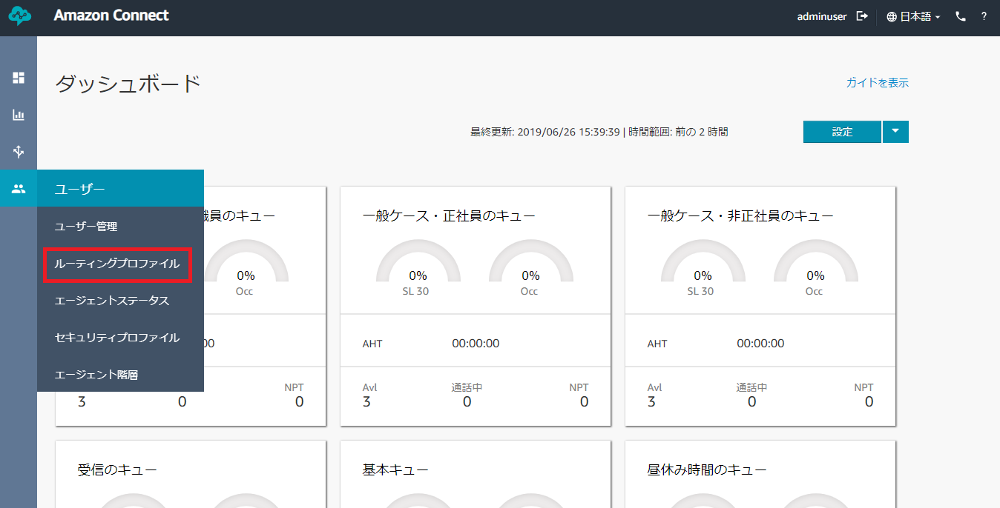 Amazon Connect
adminuser
日本語
?
ダッシュボード
ガイドを表示
最終更新: 2019/06/26 15:39:39 | 時間範囲: 前の 2 時間
設定
ユーザー
ユーザー管理
ルーティングプロファイル
エージェントステータス
セキュリティプロファイル
エージェント階層
員のキュー
0%
Occ
00
NPT
3
0
0
一般ケース・正社員のキュー
0%
0%
SL 30
Occ
AHT
00:00:00
Avl
通話中
NPT
3
0
0
一般ケース・非正社員のキュー
0%
0%
SL 30
Occ
AHT
00:00:00
Avl
通話中
NPT
3
0
0
受信のキュー
基本キュー
昼休み時間のキュー